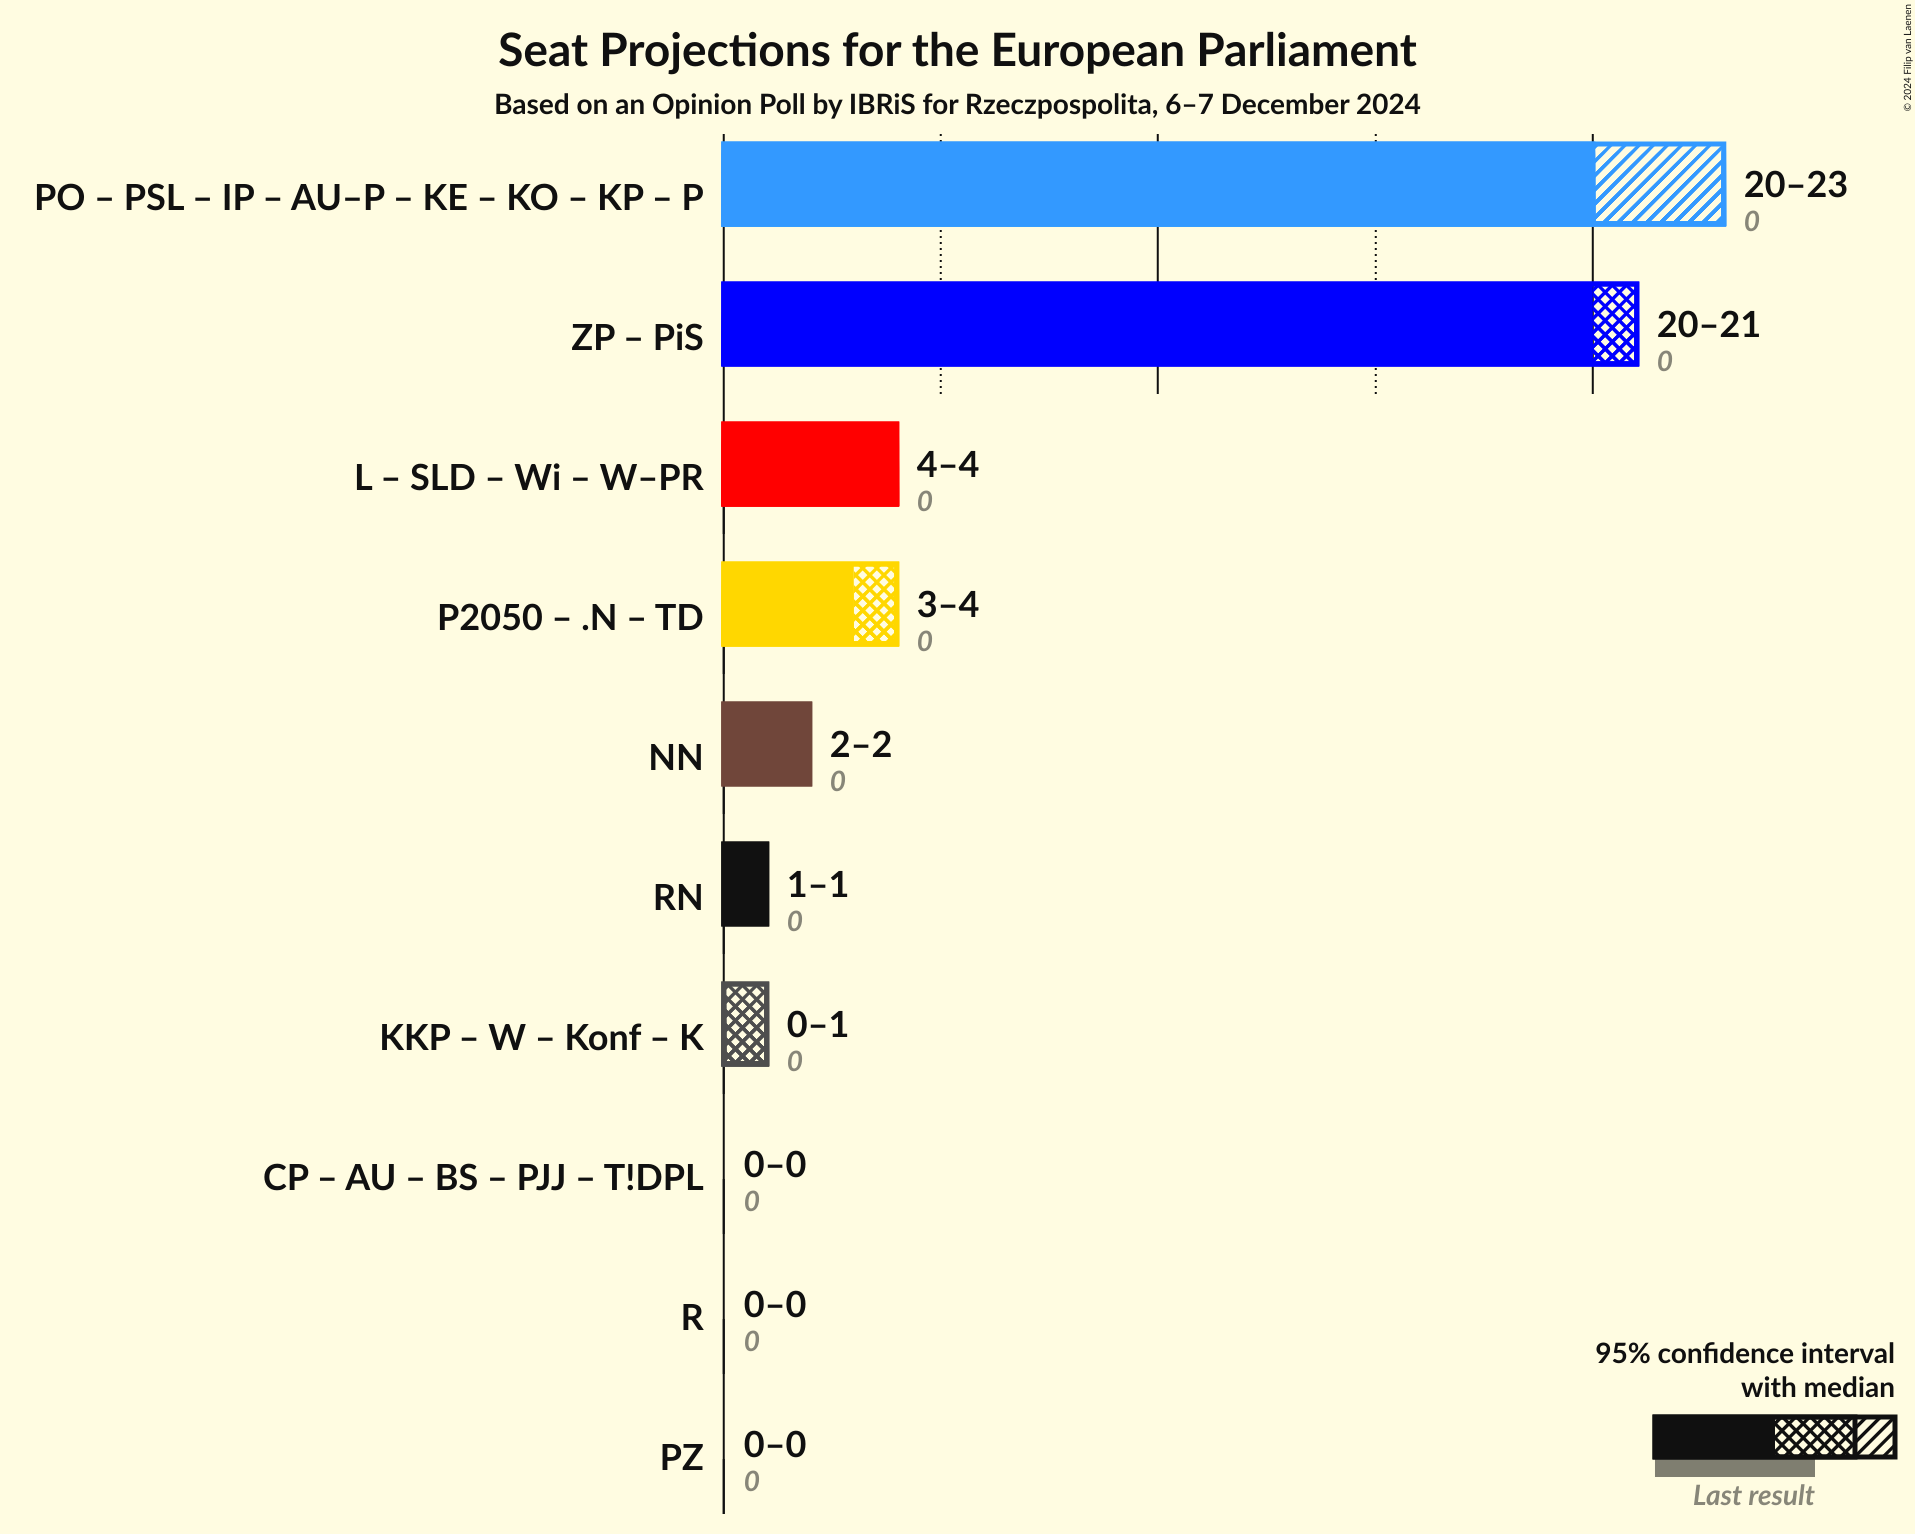 Seat Projections for the European Parliament
Based on an Opinion Poll by IBRiS for Rzeczpospolita, 6–7 December 2024
© 2024 Filip van Laenen
PO – PSL – IP – AU–P – KE – KO – KP – P
20–23
0
ZP – PiS
20–21
0
L – SLD – Wi – W–PR
4–4
0
P2050 – .N – TD
3–4
0
NN
2–2
0
RN
1–1
0
KKP – W – Konf – K
0–1
0
CP – AU – BS – PJJ – T!DPL
0–0
0
R
0–0
0
PZ
0–0
0
95% confidence interval
with median
Last result